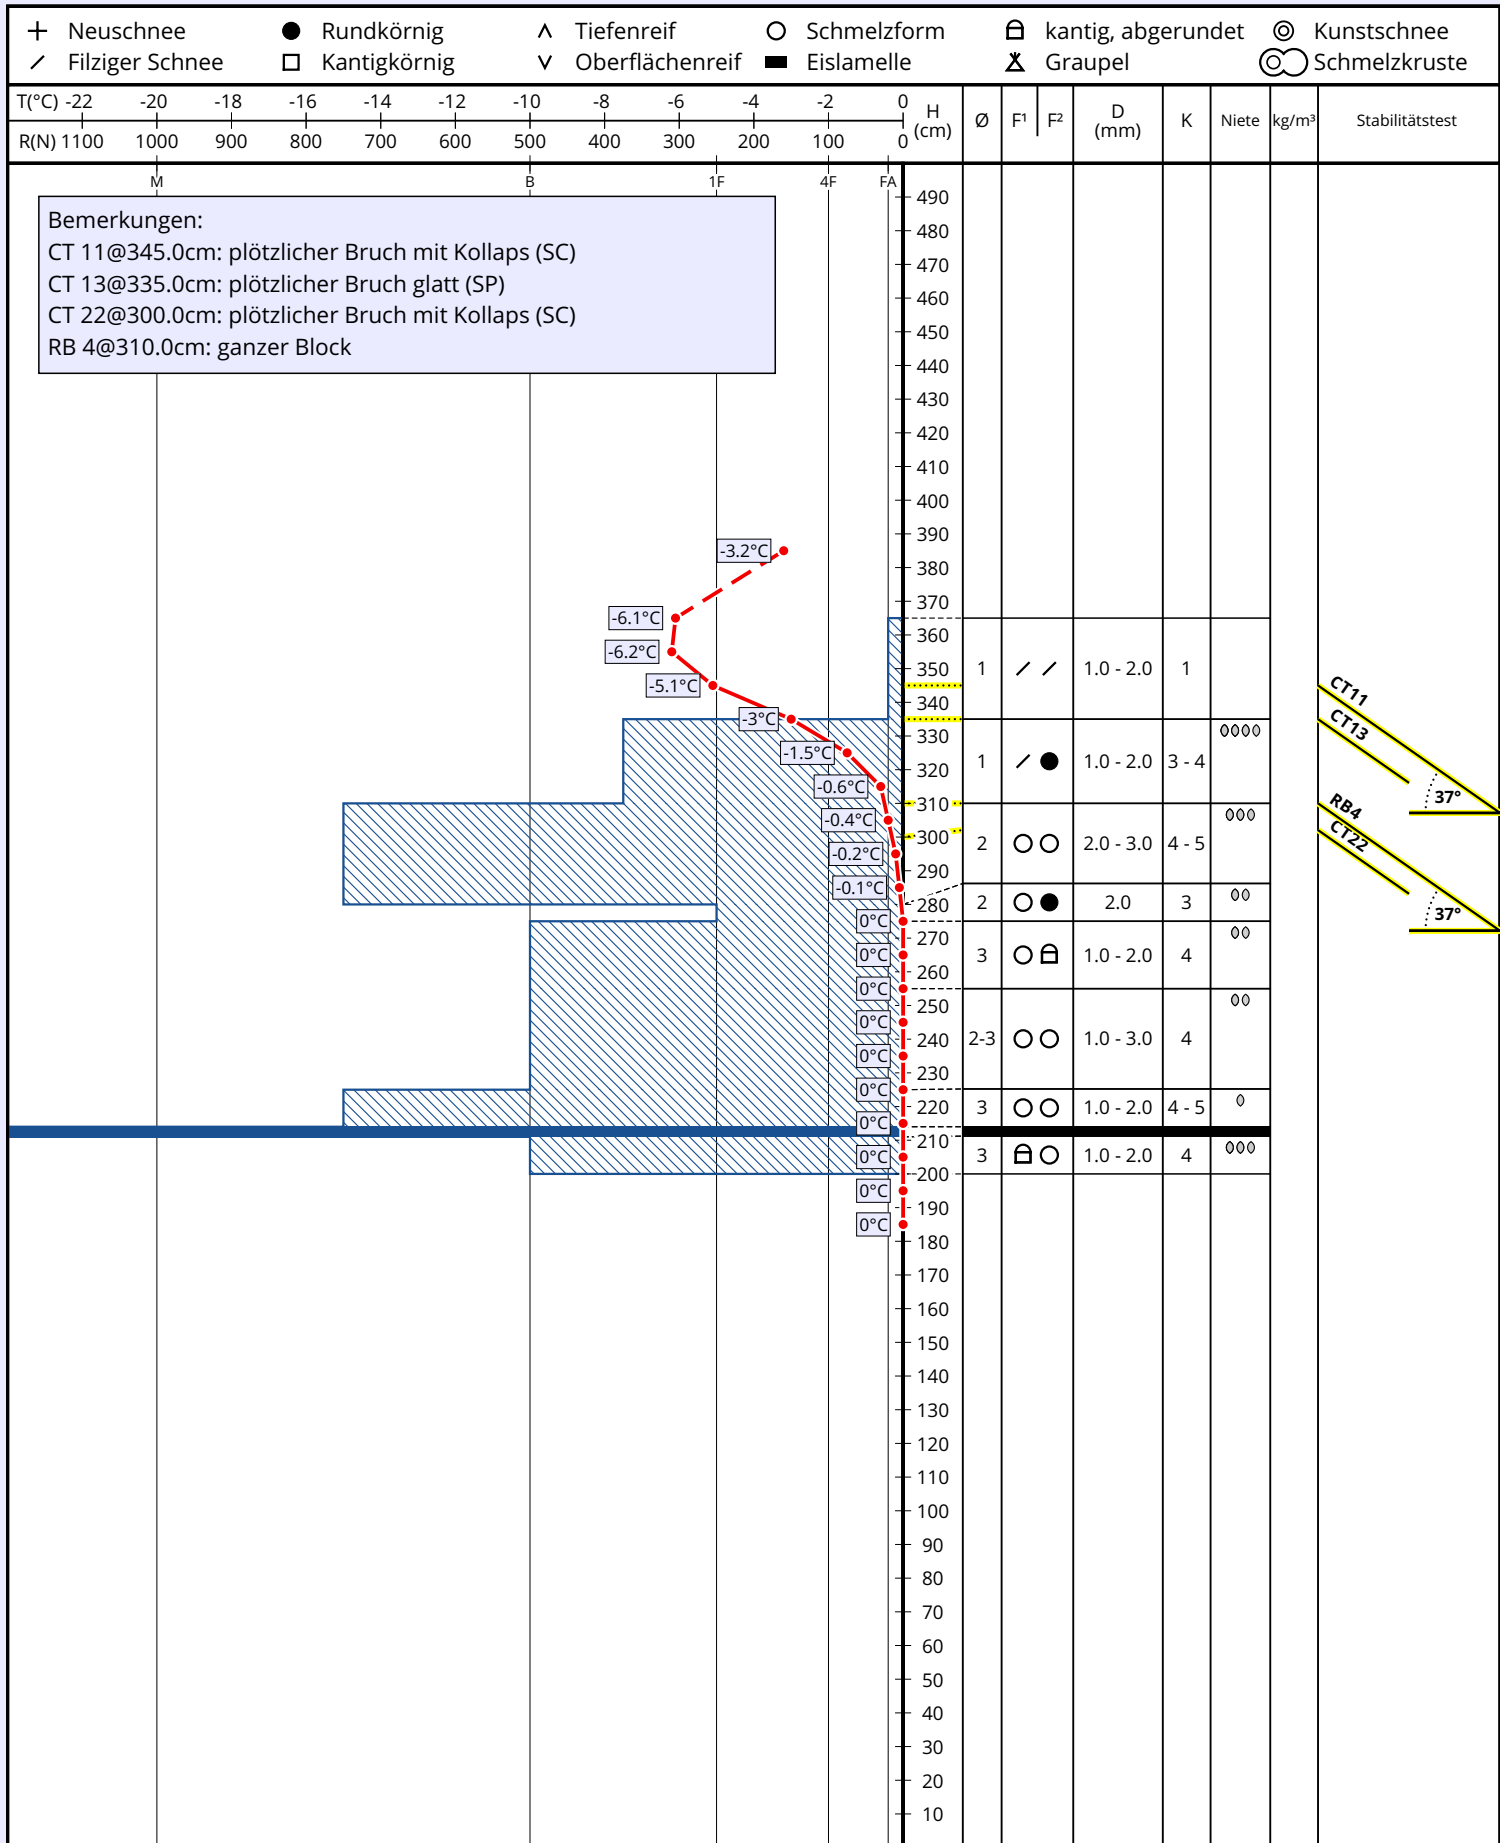 Neuschnee Rundkörnig Tiefenreif Schmelzform kantig, abgerundet Kunstschnee
Filziger Schnee Kantigkörnig Oberflächenreif Eislamelle Graupel Schmelzkruste
T(°C) -22 -20 -18 -16 -14 -12 -10 -8 -6 -4 -2 0
R(N) 1100 1000 900 800 700 600 500 400 300 200 100 0
H (cm) Ø F¹ F² D (mm) K Niete kg/m³ Stabilitätstest
M B 1F 4F FA
Bemerkungen:
CT 11@345.0cm: plötzlicher Bruch mit Kollaps (SC)
CT 13@335.0cm: plötzlicher Bruch glatt (SP)
CT 22@300.0cm: plötzlicher Bruch mit Kollaps (SC)
RB 4@310.0cm: ganzer Block
490
480
470
460
450
440
430
420
410
400
390
-3.2°C
380
370
-6.1°C
360
-6.2°C
350 1 1.0 - 2.0 1
-5.1°C
CT11
340
-3°C
CT13
330
-1.5°C
1 1.0 - 2.0 3 - 4
320
-0.6°C
37°
310
RB4
-0.4°C
300
CT22
2 2.0 - 3.0 4 - 5
-0.2°C
290
-0.1°C
280 2 2.0 3
37°
0°C
270
0°C
3 1.0 - 2.0 4
260
0°C
250
0°C
240 2-3 1.0 - 3.0 4
0°C
230
0°C
220 3 1.0 - 2.0 4 - 5
0°C
210
0°C
3 1.0 - 2.0 4
200
0°C
190
0°C
180
170
160
150
140
130
120
110
100
90
80
70
60
50
40
30
20
10